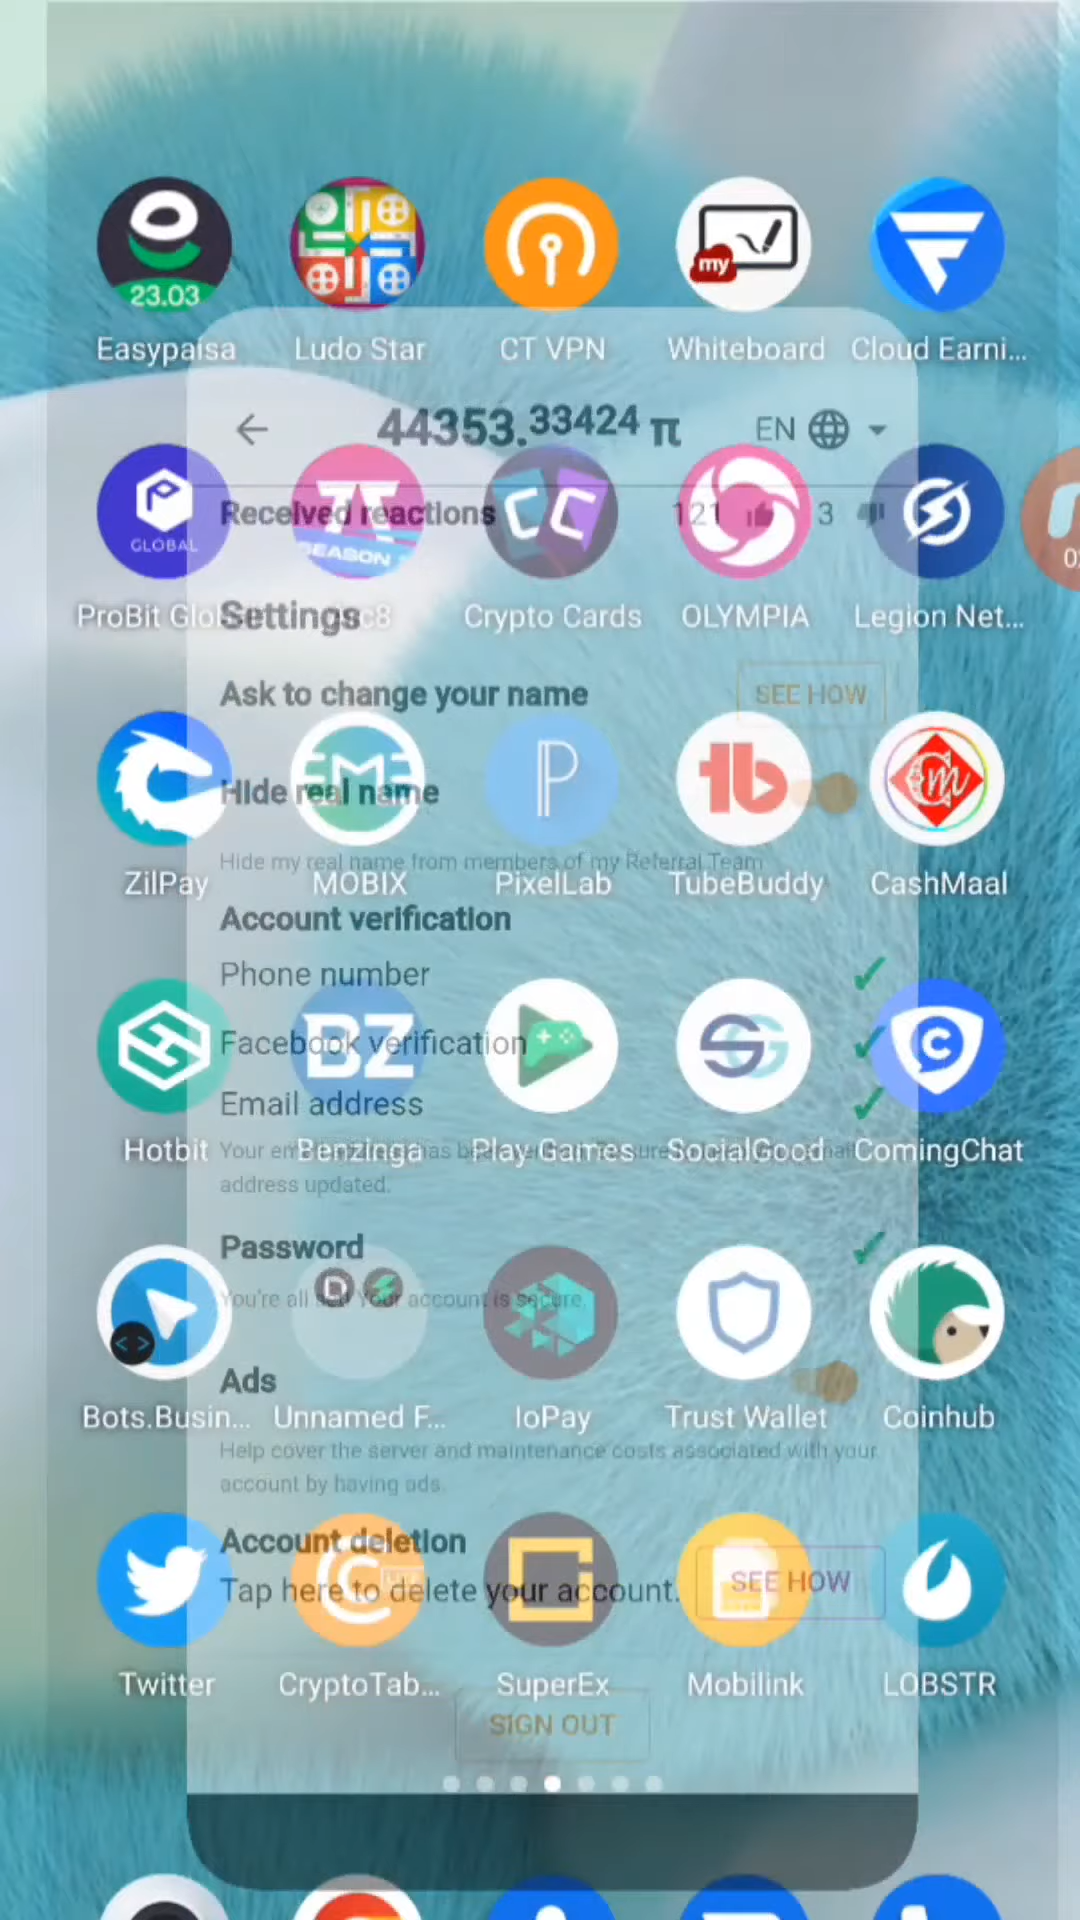 23.03
my
Easypaisa
Ludo Star
CT VPN
Whiteboard
Cloud Earni...
44353.33424 π
EN
GLOBAL
SEASON
CC
Received reactions
121
3
ProBit Glo
Settings
Crypto Cards
OLYMPIA
Legion Net...
Ask to change your name
SEE HOW
HIde real name
Hide my real name from members of my Referral Team
ZilPay
MOBIX
PixelLab
TubeBuddy
CashMaal
Account verification
Phone number
BZ
Facebook verification
Email address
Hotbit
Benzinga
Play Games
SocialGood
ComingChat
address updated.
Password
You're all set! Your account is secure.
Ads
Bots.Busin...
Unnamed F...
IoPay
Trust Wallet
Coinhub
Help cover the server and maintenance costs associated with your
account by having ads.
Account deletion
Tap here to delete your account.
SEE HOW
Twitter
CryptoTab...
SuperEx
Mobilink
LOBSTR
SIGN OUT